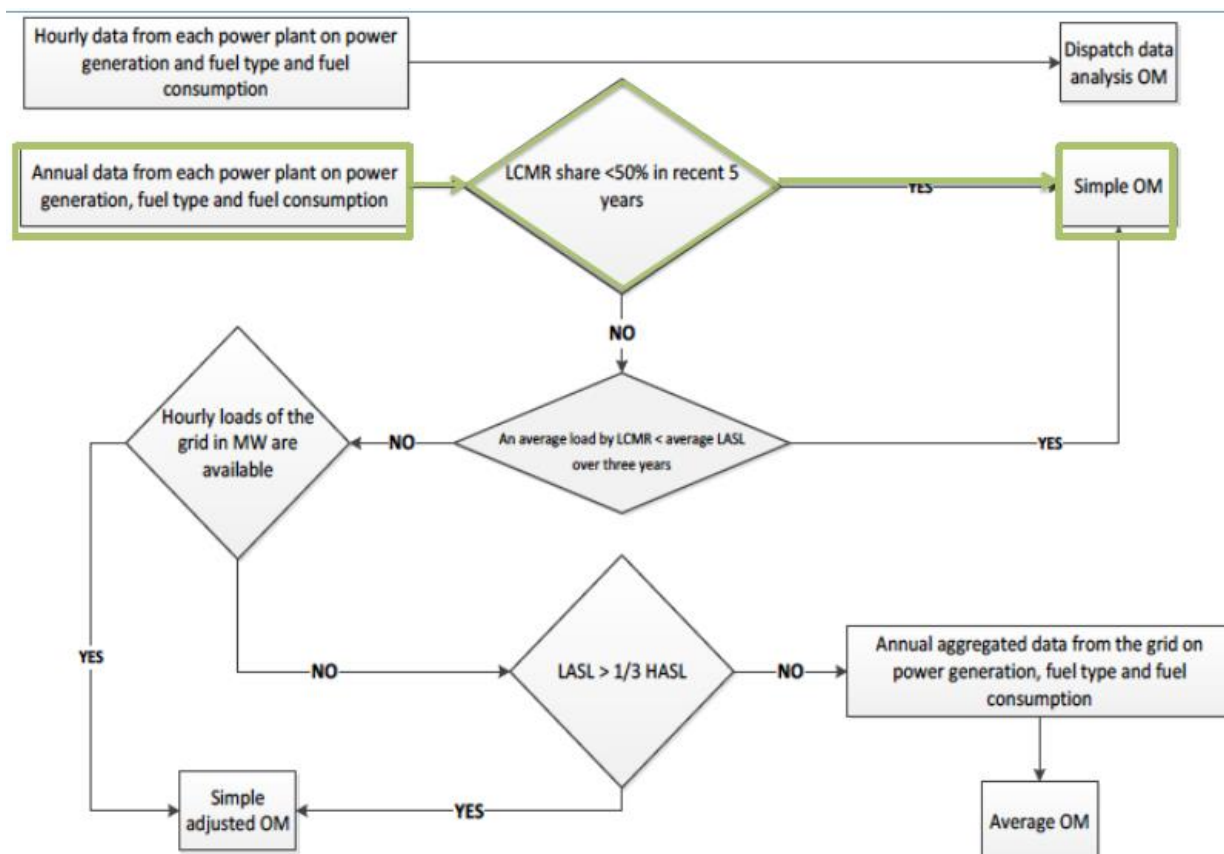 Hourly data from each power plant on power
generation and fuel type and fuel
consumption
Dispatch data
analysis OM
Annual data from each power plant on power
generation, fuel type and fuel consumption
LCMR share <50% in recent 5
years
YES
Simple OM
NO
Hourly loads of the
grid in MW are
available
NO
An average load by LCMR < average LASL
over three years
YES
YES
NO
LASL > 1/3 HASL
NO
Annual aggregated data from the grid on
power generation, fuel type and fuel
consumption
Simple
adjusted OM
YES
Average OM